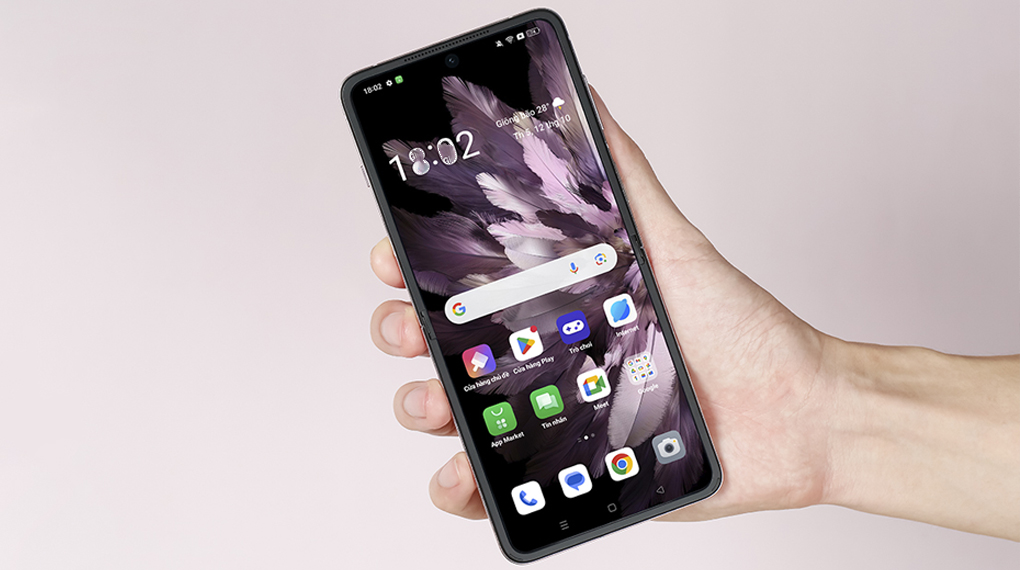 18:02
18:02
Giông bão 28°
Th 5, 12 thg 10
Cửa hàng chủ đề
Cửa hàng Play
Trò chơi
Internet
App Market
Tin nhắn
Meet
Google